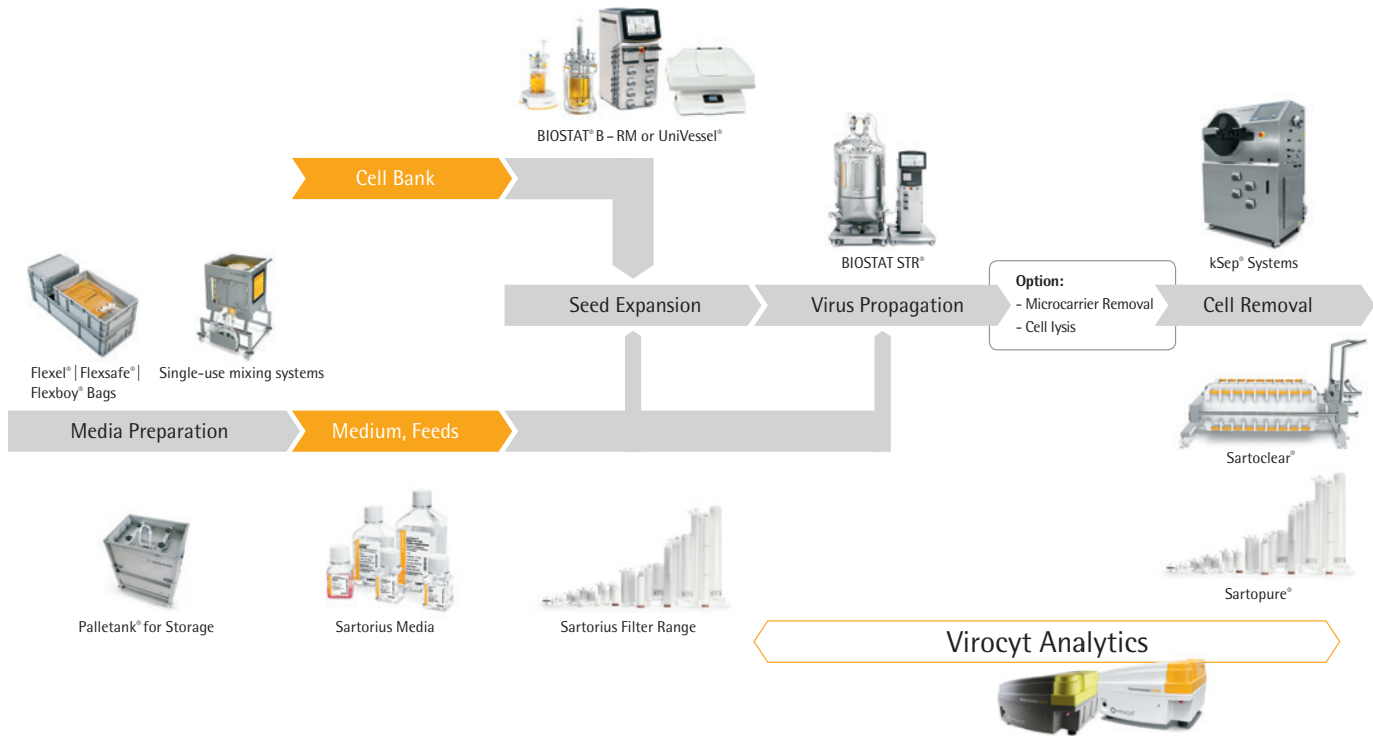 BIOSTAT® B – RM or UniVessel®
Cell Bank
BIOSTAT STR®
kSep® Systems
Option:
- Microcarrier Removal
- Cell lysis
Seed Expansion
Virus Propagation
Cell Removal
Flexel® | Flexsafe® |
Flexboy® Bags
Single-use mixing systems
Media Preparation
Medium, Feeds
Sartoclear®
Palletank® for Storage
Sartorius Media
Sartorius Filter Range
Sartopure®
Virocyt Analytics